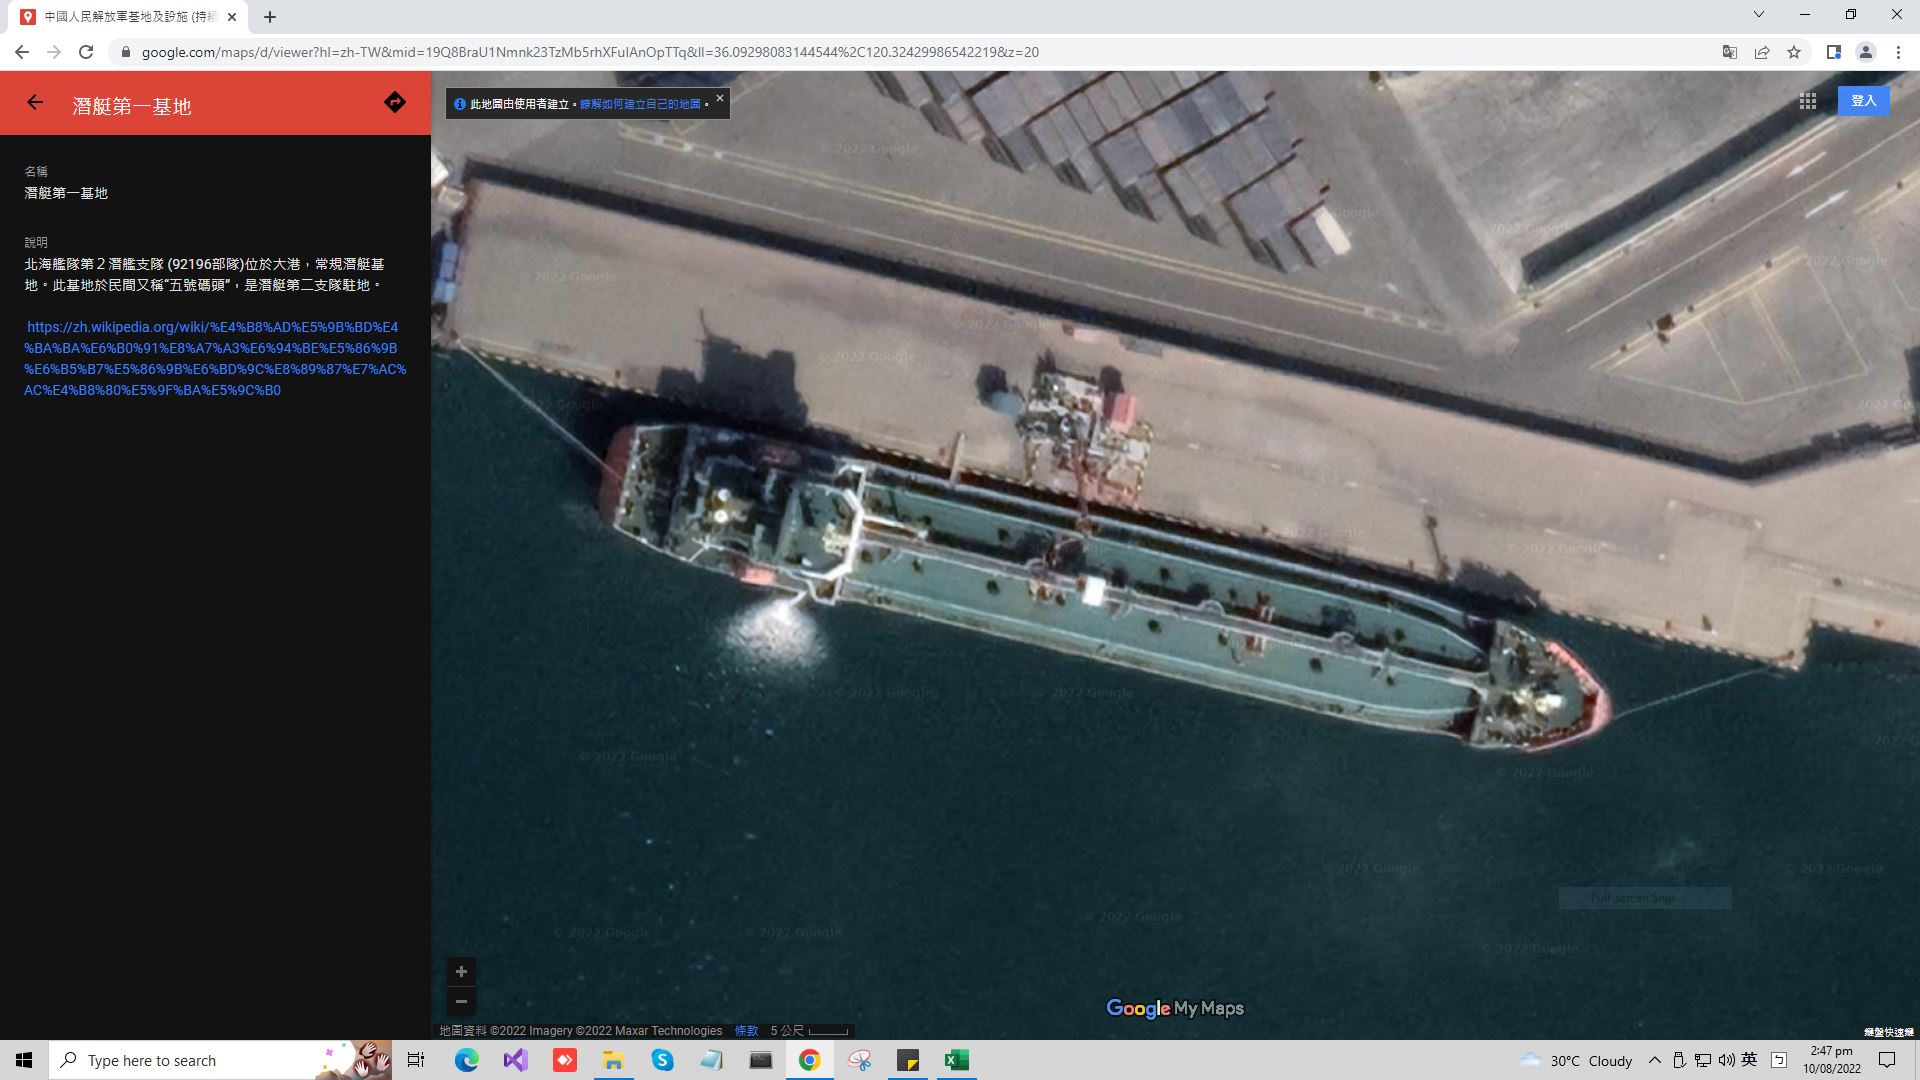 中國人民解放軍基地及設施 (持續
google.com/maps/d/viewer?hl=zh-TW&mid=19Q8BraU1Nmnk23TzMb5rhXFulAnOpTTq&ll=36.09298083144544%2C120.32429986542219&z=20
潛艇第一基地
此地圖由使用者建立。瞭解如何建立自己的地圖。
登入
名稱
潛艇第一基地
說明
北海艦隊第２潛艦支隊 (92196部隊)位於大港，常規潛艇基
地。此基地於民間又稱“五號碼頭”，是潛艇第二支隊駐地。
https://zh.wikipedia.org/wiki/%E4%B8%AD%E5%9B%BD%E4
%BA%BA%E6%B0%91%E8%A7%A3%E6%94%BE%E5%86%9B
%E6%B5%B7%E5%86%9B%E6%BD%9C%E8%89%87%E7%AC%
AC%E4%B8%80%E5%9F%BA%E5%9C%B0
© 2022 Google
Full-screen Snip
Google My Maps
地圖資料 ©2022 Imagery ©2022 Maxar Technologies 條款 5 公尺
鍵盤快速鍵
Type here to search
30°C Cloudy
英
2:47 pm
10/08/2022